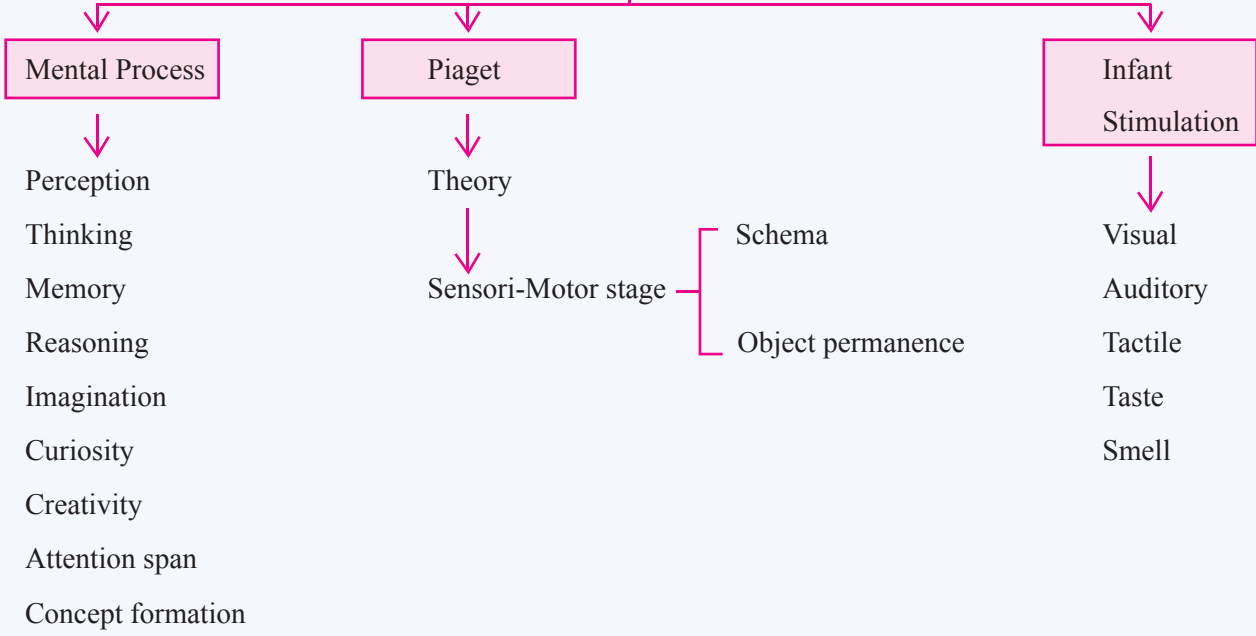 Mental Process
Perception
Thinking
Memory
Reasoning
Imagination
Curiosity
Creativity
Attention span
Concept formation
Piaget
Theory
Sensori-Motor stage
Schema
Object permanence
Infant
Stimulation
Visual
Auditory
Tactile
Taste
Smell